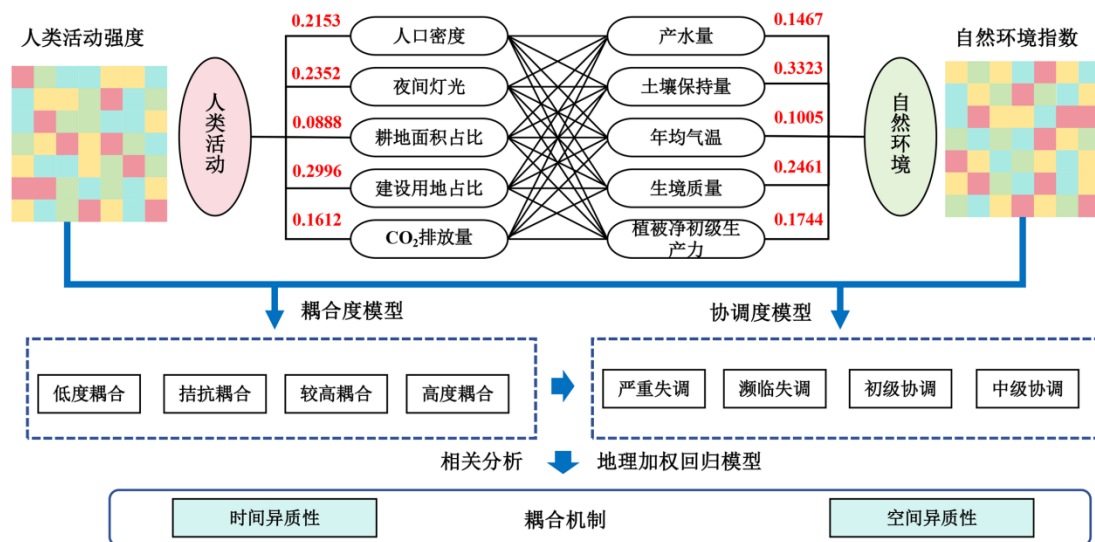 人类活动强度
自然环境指数
人类活动
自然环境
0.2153
人口密度
产水量
0.1467
0.2352
夜间灯光
土壤保持量
0.3323
0.0888
耕地面积占比
年均气温
0.1005
0.2996
建设用地占比
生境质量
0.2461
0.1612
CO₂排放量
植被净初级生
产力
0.1744
耦合度模型
协调度模型
低度耦合
拮抗耦合
较高耦合
高度耦合
严重失调
濒临失调
初级协调
中级协调
相关分析
地理加权回归模型
时间异质性
耦合机制
空间异质性